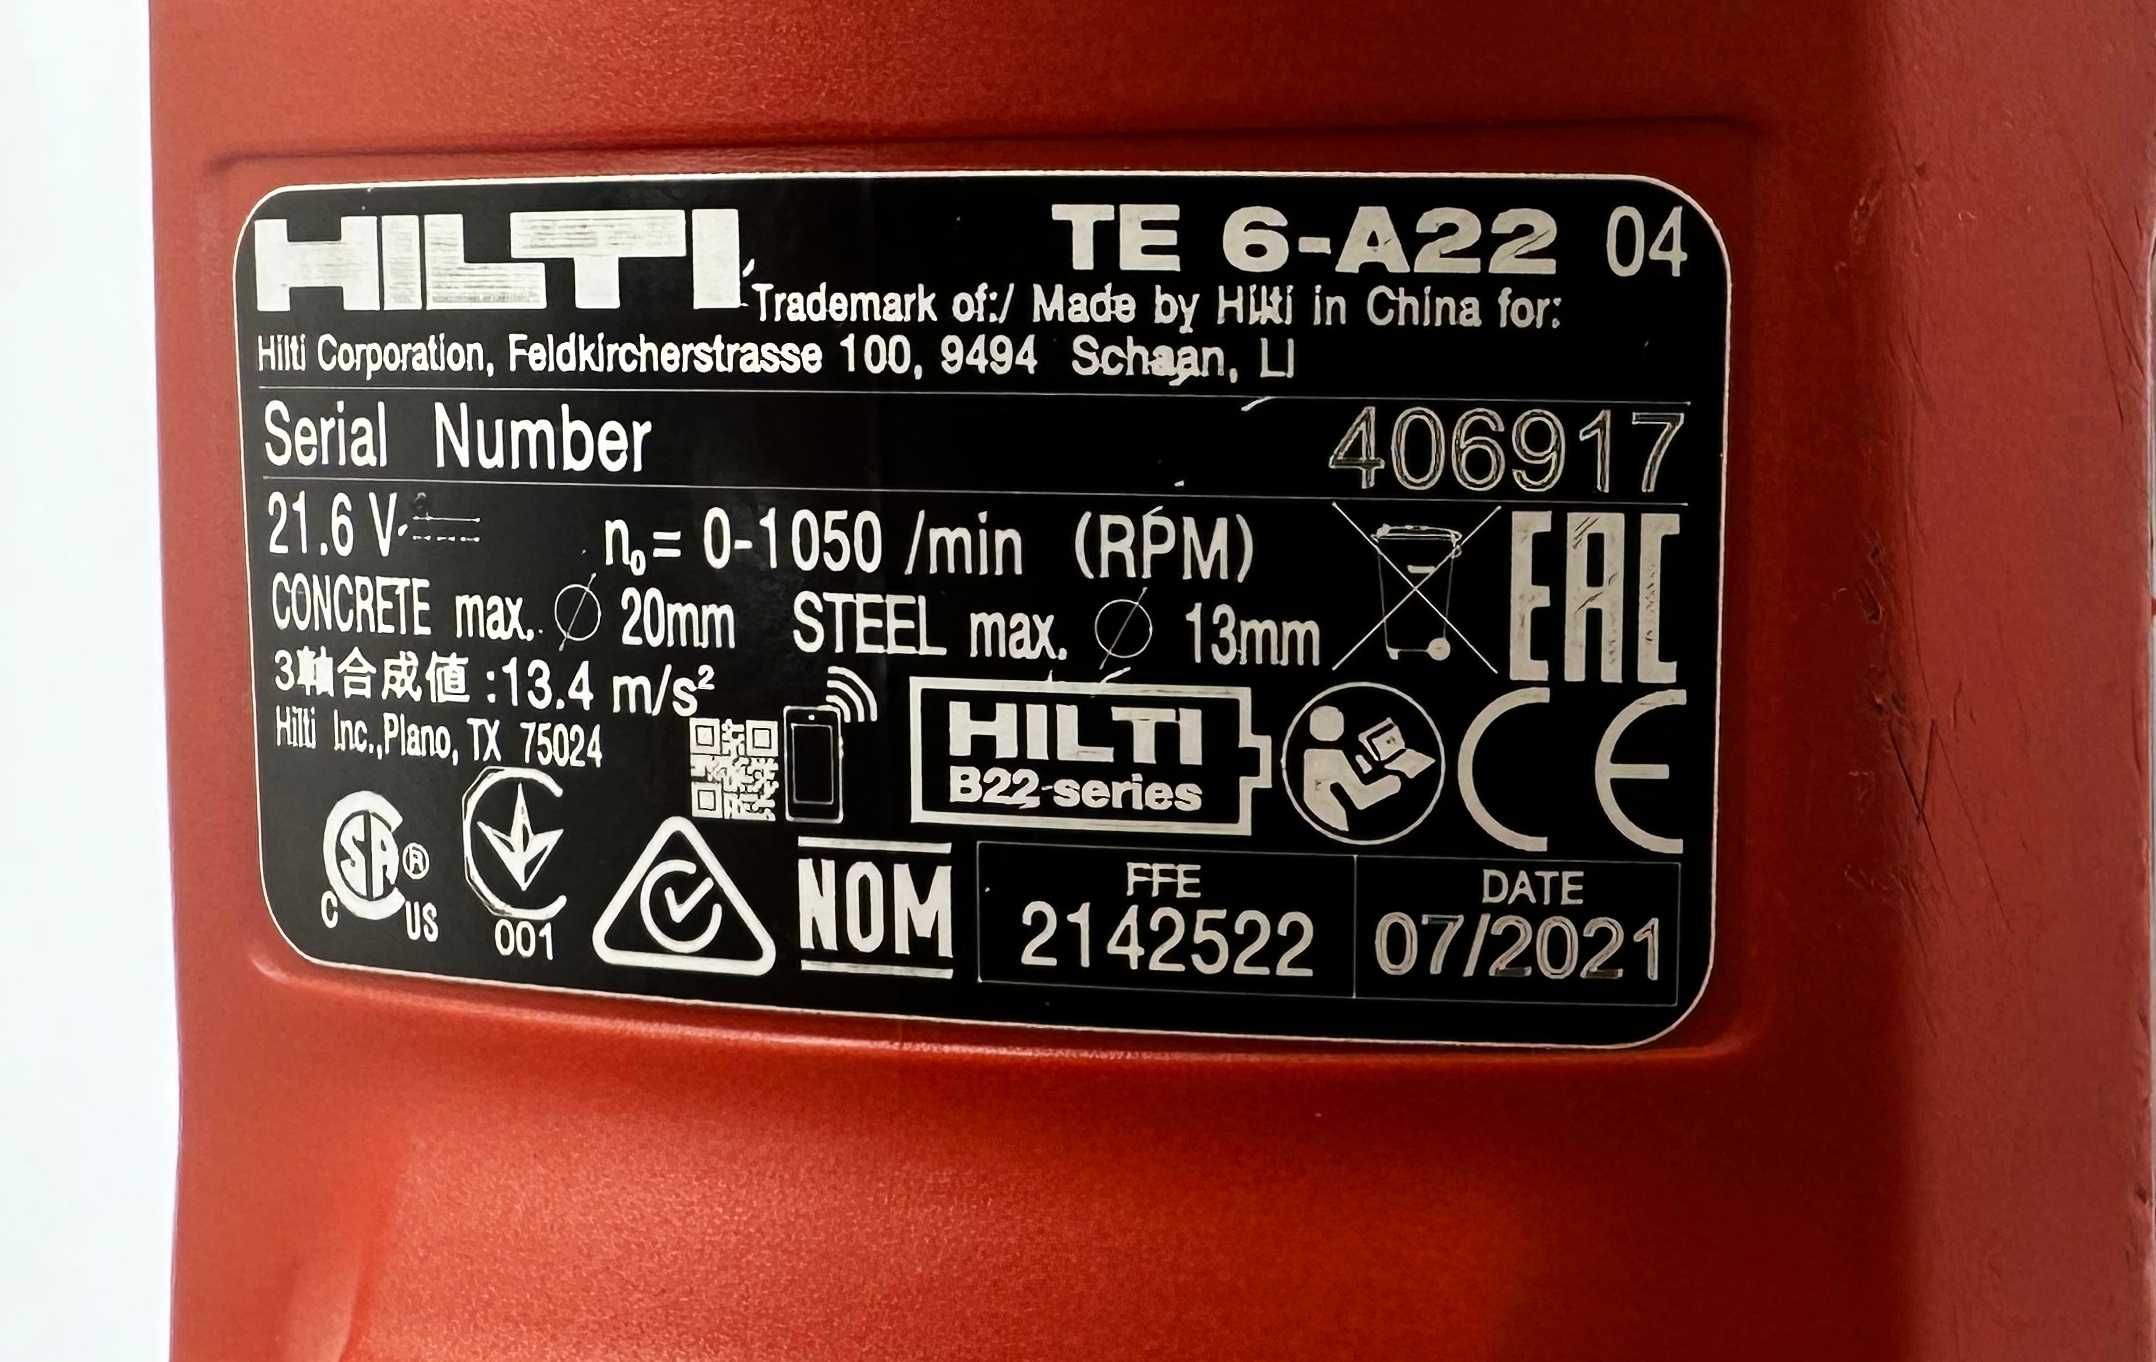 HILTI TE 6-A22 04
Trademark of:/ Made by Hilti in China for:
Hilti Corporation, Feldkircherstrasse 100, 9494 Schaan, LI
Serial Number 406917
21.6 V n₀= 0-1050 /min (RPM)
CONCRETE max. ∅ 20mm STEEL max. ∅ 13mm
EAC
3軸合成値:13.4 m/s²
Hilti Inc.,Plano, TX 75024
HILTI
B22-series
CE
CSA®
C US
001
NOM
FFE
2142522
DATE
07/2021